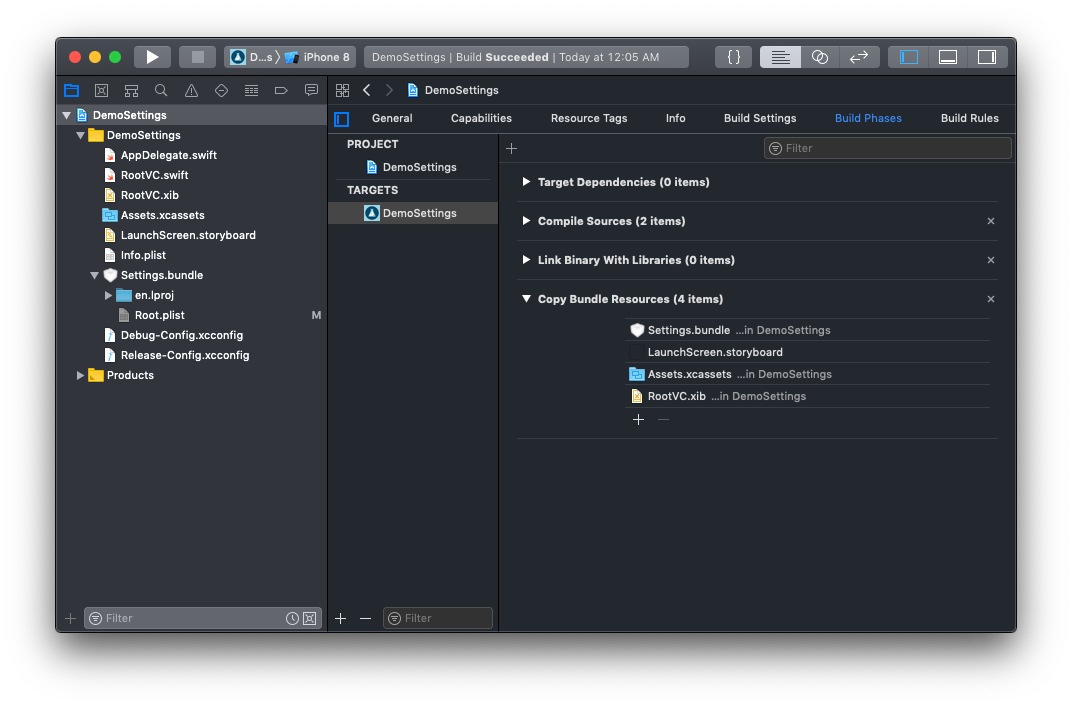 D...s
iPhone 8
DemoSettings | Build Succeeded | Today at 12:05 AM
{ }
DemoSettings
General
Capabilities
Resource Tags
Info
Build Settings
Build Phases
Build Rules
DemoSettings
DemoSettings
AppDelegate.swift
RootVC.swift
RootVC.xib
Assets.xcassets
LaunchScreen.storyboard
Info.plist
Settings.bundle
en.lproj
Root.plist M
Debug-Config.xcconfig
Release-Config.xcconfig
Products
Filter
PROJECT
DemoSettings
TARGETS
DemoSettings
Filter
Filter
Target Dependencies (0 items)
Compile Sources (2 items)
Link Binary With Libraries (0 items)
Copy Bundle Resources (4 items)
Settings.bundle ...in DemoSettings
LaunchScreen.storyboard
Assets.xcassets ...in DemoSettings
RootVC.xib ...in DemoSettings